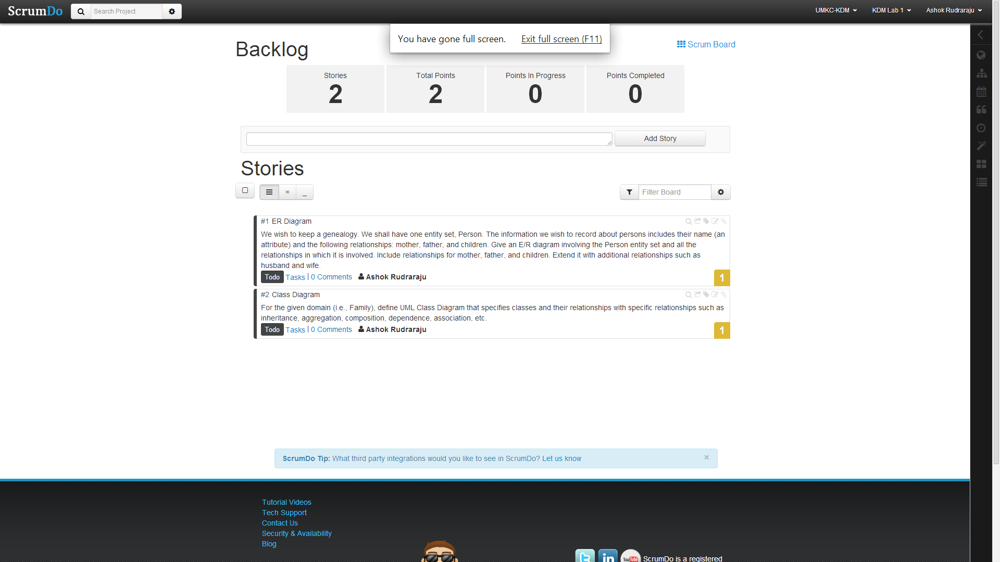 ScrumDo
Search Project
UMKC-KDM
KDM Lab 1
Ashok Rudraraju
You have gone full screen. Exit full screen (F11)
Backlog
Scrum Board
Stories
2
Total Points
2
Points In Progress
0
Points Completed
0
Add Story
Stories
= _
Filter Board
#1 ER Diagram
We wish to keep a genealogy. We shall have one entity set, Person. The information we wish to record about persons includes their name (an
attribute) and the following relationships: mother, father, and children. Give an E/R diagram involving the Person entity set and all the
relationships in which it is involved. Include relationships for mother, father, and children. Extend it with additional relationships such as
husband and wife.
Todo Tasks | 0 Comments Ashok Rudraraju
1
#2 Class Diagram
For the given domain (i.e., Family), define UML Class Diagram that specifies classes and their relationships with specific relationships such as
inheritance, aggregation, composition, dependence, association, etc.
Todo Tasks | 0 Comments Ashok Rudraraju
1
ScrumDo Tip: What third party integrations would you like to see in ScrumDo? Let us know ×
Tutorial Videos
Tech Support
Contact Us
Security & Availability
Blog
in
You Tube
ScrumDo is a registered